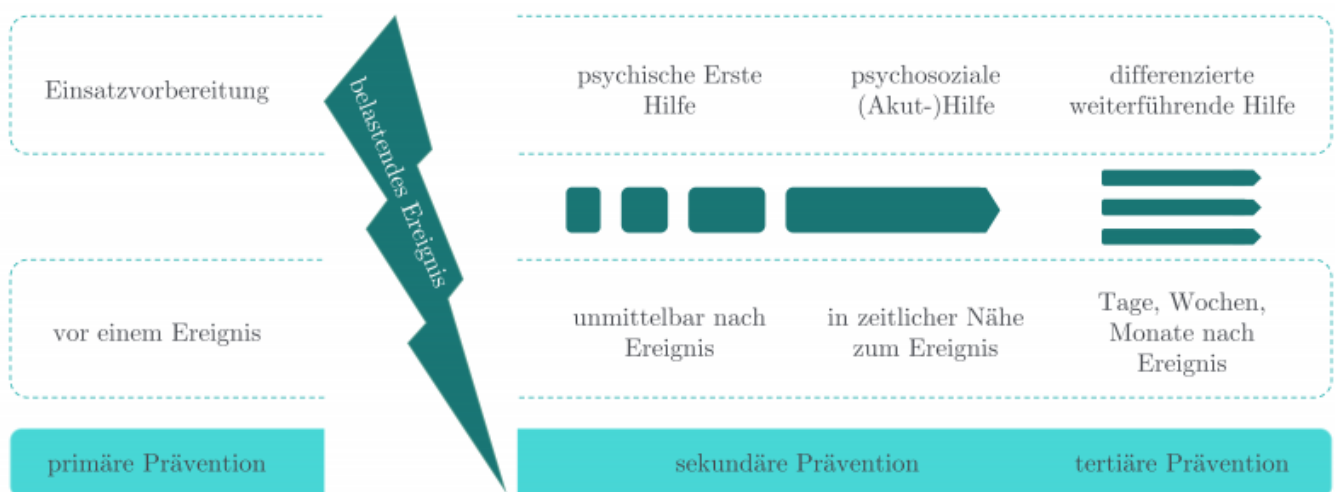 Einsatzvorbereitung
belastendes Ereignis
psychische Erste
Hilfe
psychosoziale
(Akut-)Hilfe
differenzierte
weiterführende Hilfe
vor einem Ereignis
unmittelbar nach
Ereignis
in zeitlicher Nähe
zum Ereignis
Tage, Wochen,
Monate nach
Ereignis
primäre Prävention
sekundäre Prävention
tertiäre Prävention